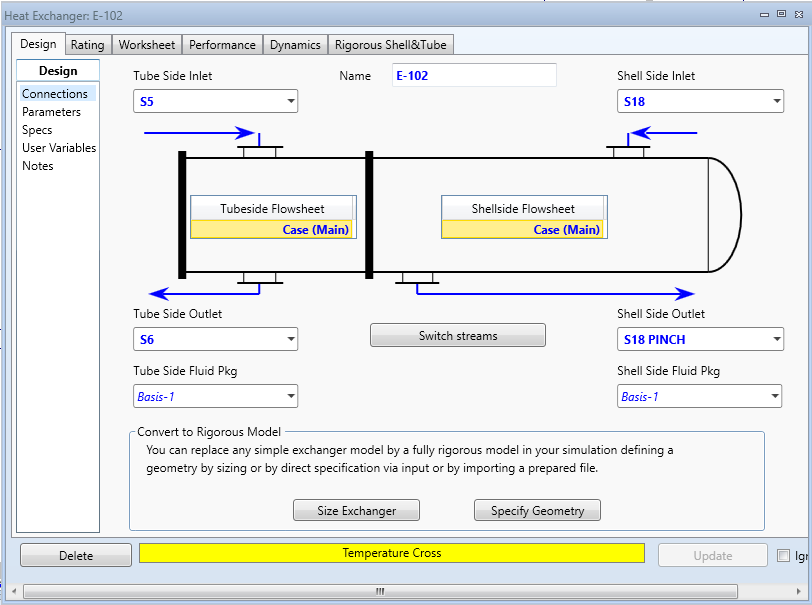 Heat Exchanger: E-102
Design
Rating
Worksheet
Performance
Dynamics
Rigorous Shell&Tube
Design
Connections
Parameters
Specs
User Variables
Notes
Tube Side Inlet
S5
Name
E-102
Shell Side Inlet
S18
Tubeside Flowsheet
Case (Main)
Shellside Flowsheet
Case (Main)
Tube Side Outlet
S6
Switch streams
Shell Side Outlet
S18 PINCH
Tube Side Fluid Pkg
Basis-1
Shell Side Fluid Pkg
Basis-1
Convert to Rigorous Model
You can replace any simple exchanger model by a fully rigorous model in your simulation defining a
geometry by sizing or by direct specification via input or by importing a prepared file.
Size Exchanger
Specify Geometry
Delete
Temperature Cross
Update